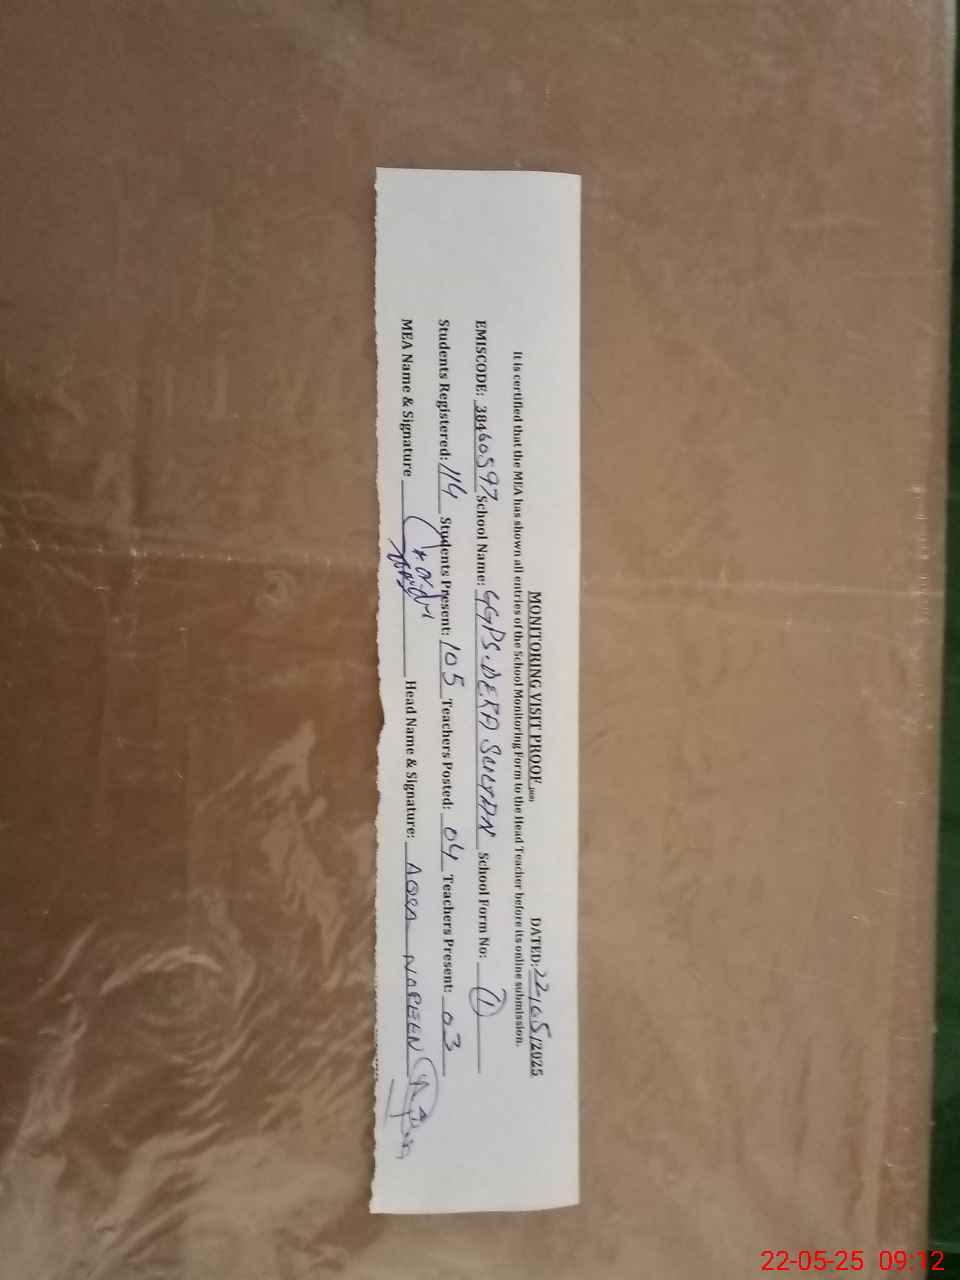 MONITORING VISIT PROOF DATED: 22/05/2025
It is certified that the MEA has shown all entries of the School Monitoring Form to the Head Teacher before its online submission.
EMISCODE: 38460597 School Name: GGPS. DERA SULTAN School Form No: 1
Students Registered: 114 Students Present: 105 Teachers Posted: 04 Teachers Present: 03
MEA Name & Signature Head Name & Signature: NOREEN
22-05-25 09:12